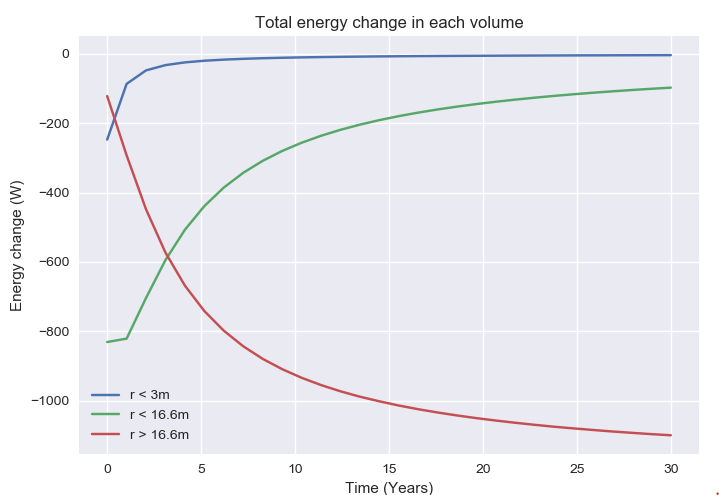 Total energy change in each volume
0
−200
−400
−600
−800
−1000
Energy change (W)
r < 3m
r < 16.6m
r > 16.6m
0 5 10 15 20 25 30
Time (Years)